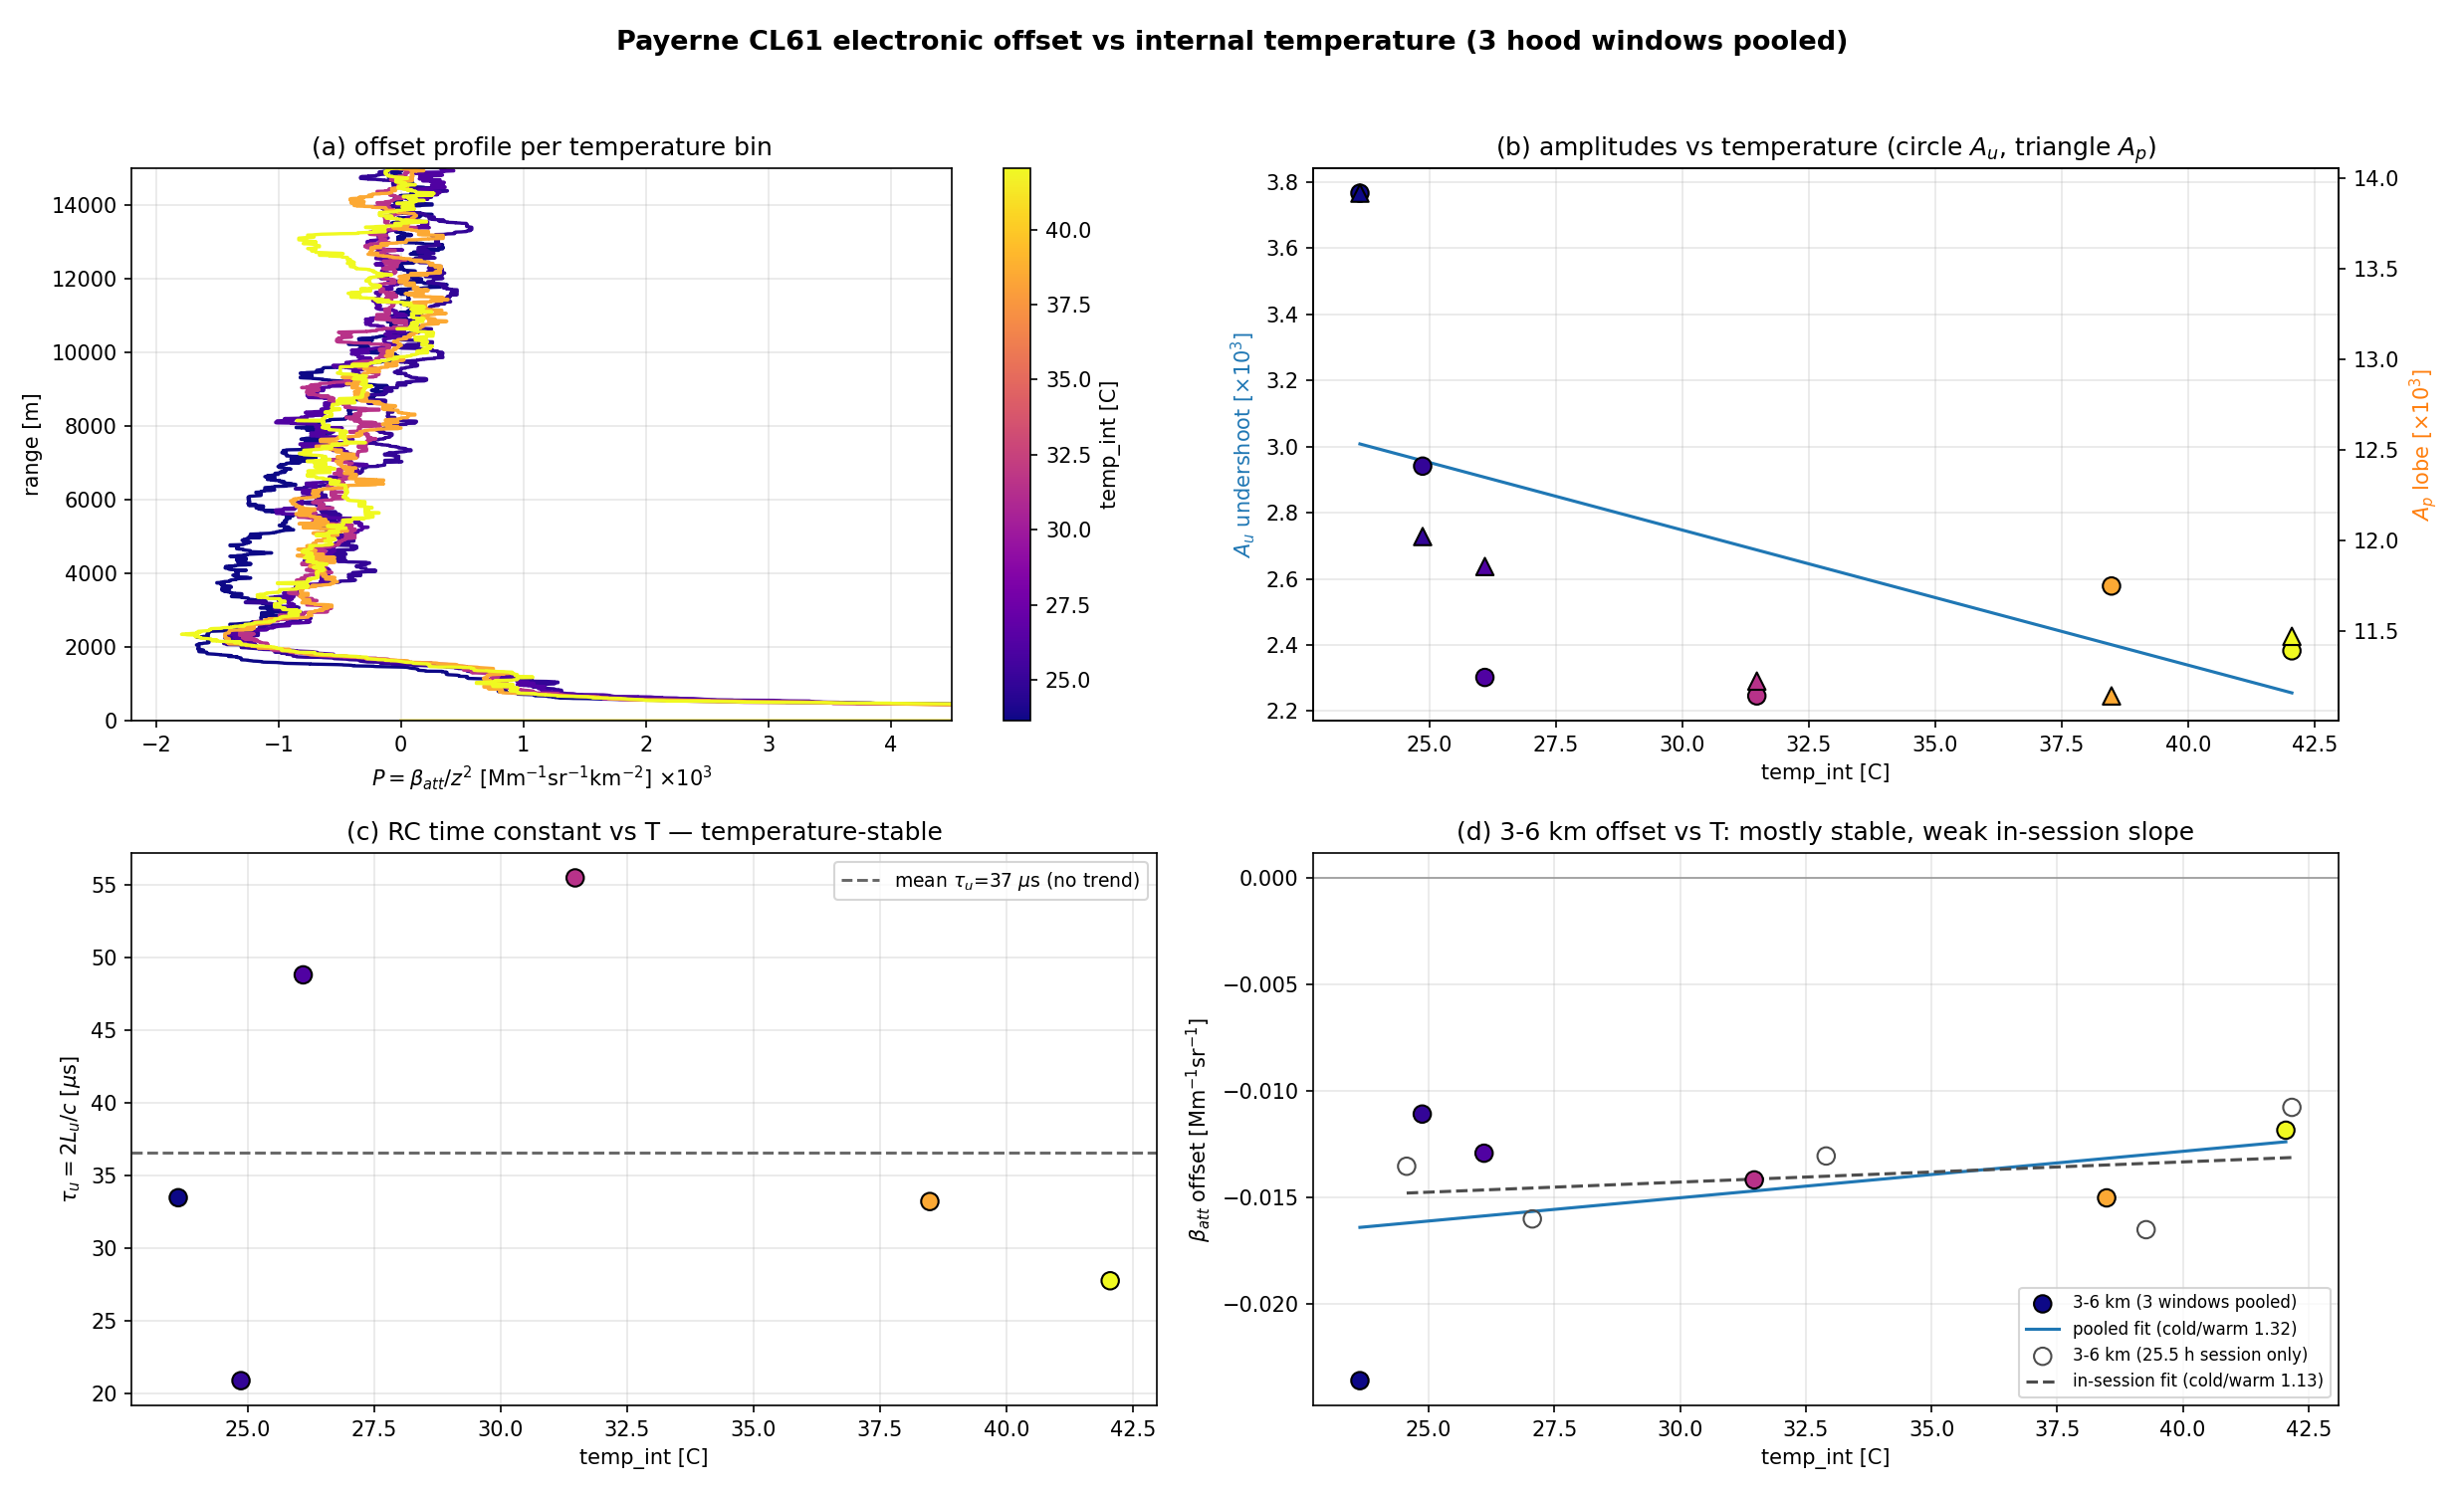 Payerne CL61 electronic offset vs internal temperature (3 hood windows pooled)
(a) offset profile per temperature bin
range [m]
14000
12000
10000
8000
6000
4000
2000
0
−2 −1 0 1 2 3 4
P = β_att/z² [Mm⁻¹sr⁻¹km⁻²] ×10³
40.0
37.5
35.0
32.5
30.0
27.5
25.0
temp_int [C]
(b) amplitudes vs temperature (circle A_u, triangle A_p)
A_u undershoot [×10³]
3.8
3.6
3.4
3.2
3.0
2.8
2.6
2.4
2.2
14.0
13.5
13.0
12.5
12.0
11.5
A_p lobe [×10³]
25.0 27.5 30.0 32.5 35.0 37.5 40.0 42.5
temp_int [C]
(c) RC time constant vs T — temperature-stable
mean τ_u=37 μs (no trend)
τ_u = 2L_u/c [μs]
55
50
45
40
35
30
25
20
25.0 27.5 30.0 32.5 35.0 37.5 40.0 42.5
temp_int [C]
(d) 3-6 km offset vs T: mostly stable, weak in-session slope
β_att offset [Mm⁻¹sr⁻¹]
0.000
−0.005
−0.010
−0.015
−0.020
3-6 km (3 windows pooled)
pooled fit (cold/warm 1.32)
3-6 km (25.5 h session only)
in-session fit (cold/warm 1.13)
25.0 27.5 30.0 32.5 35.0 37.5 40.0 42.5
temp_int [C]